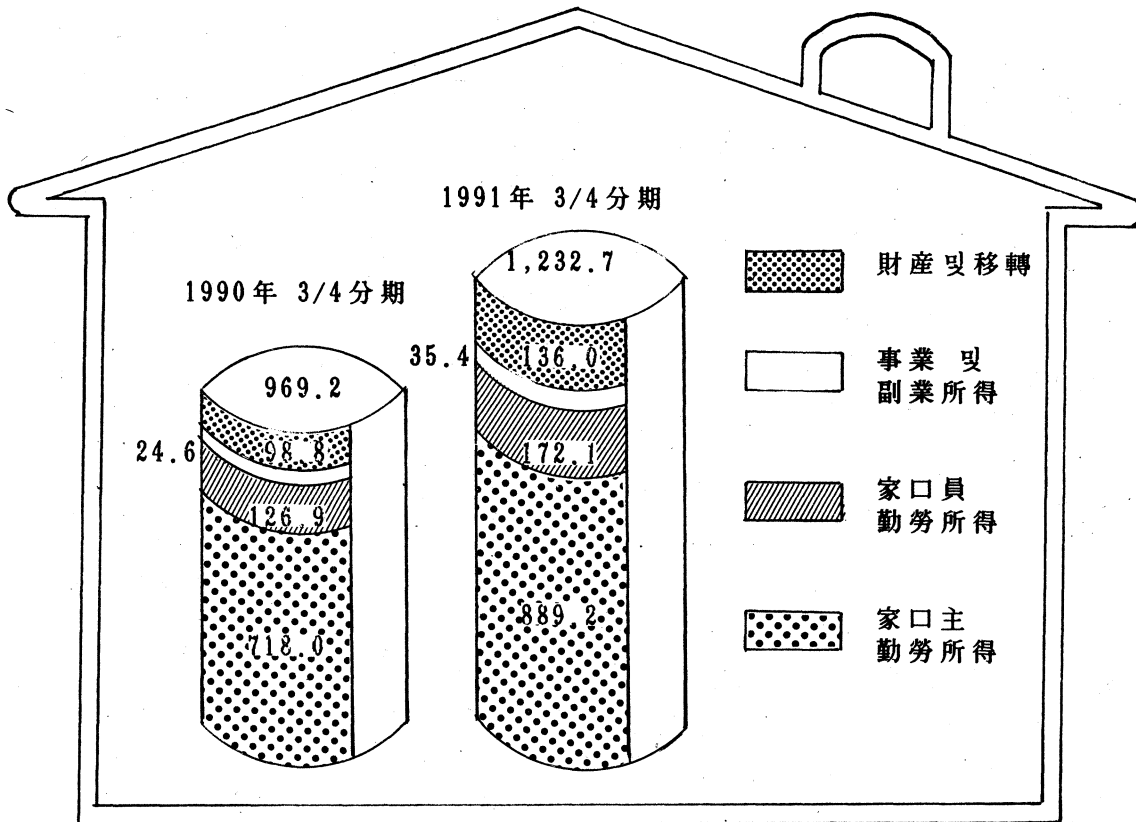 1991年 3/4分期
1,232.7
136.0
35.4
172.1
889.2
1990年 3/4分期
969.2
98.8
24.6
126.9
718.0
財産및移轉
事業 및
副業所得
家口員
勤勞所得
家口主
勤勞所得